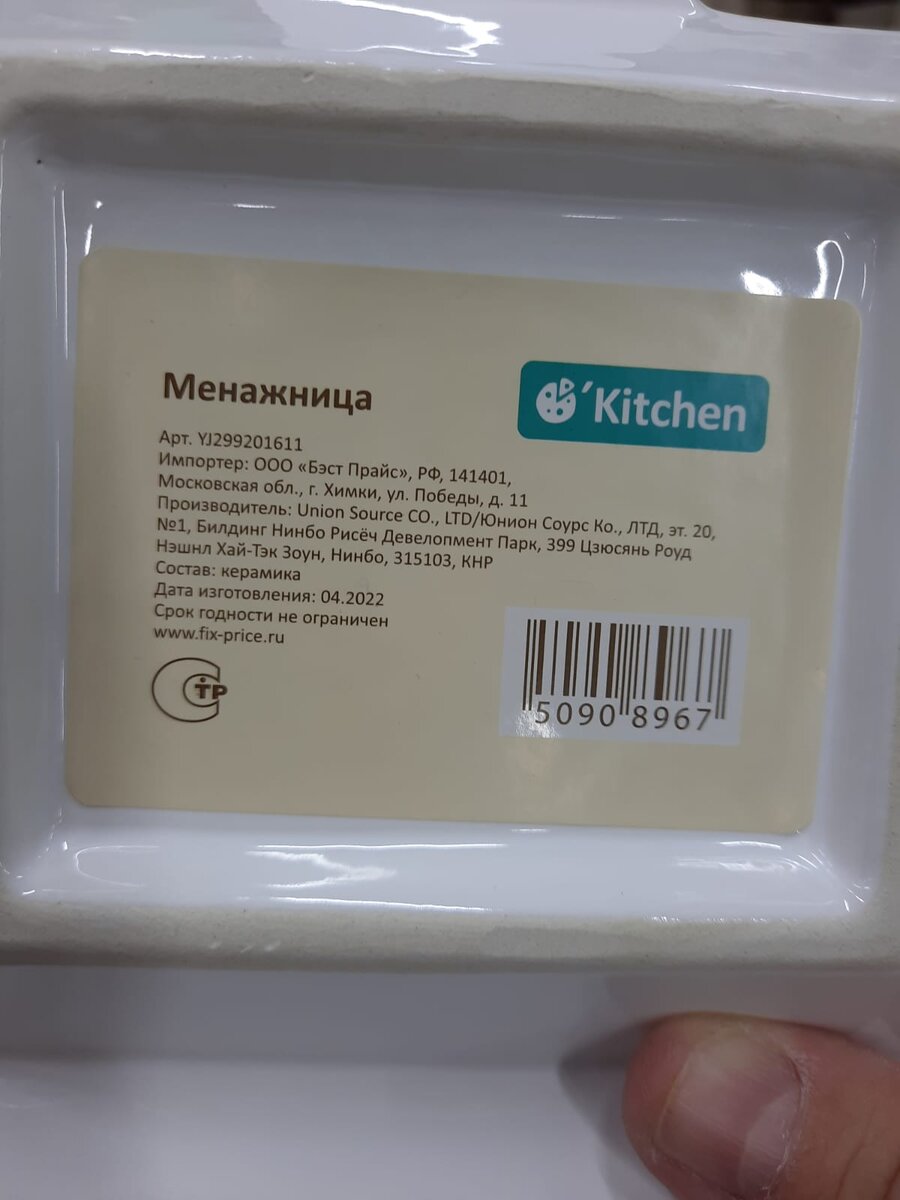 Менажница
'Kitchen
Арт. YJ299201611
Импортер: ООО «Бэст Прайс», РФ, 141401,
Московская обл., г. Химки, ул. Победы, д. 11
Производитель: Union Source CO., LTD/Юнион Соурс Ко., ЛТД, эт. 20,
№1, Билдинг Нинбо Рисёч Девелопмент Парк, 399 Цзюсянь Роуд
Нэшнл Хай-Тэк Зоун, Нинбо, 315103, КНР
Состав: керамика
Дата изготовления: 04.2022
Срок годности не ограничен
www.fix-price.ru
СТР
5090 8967